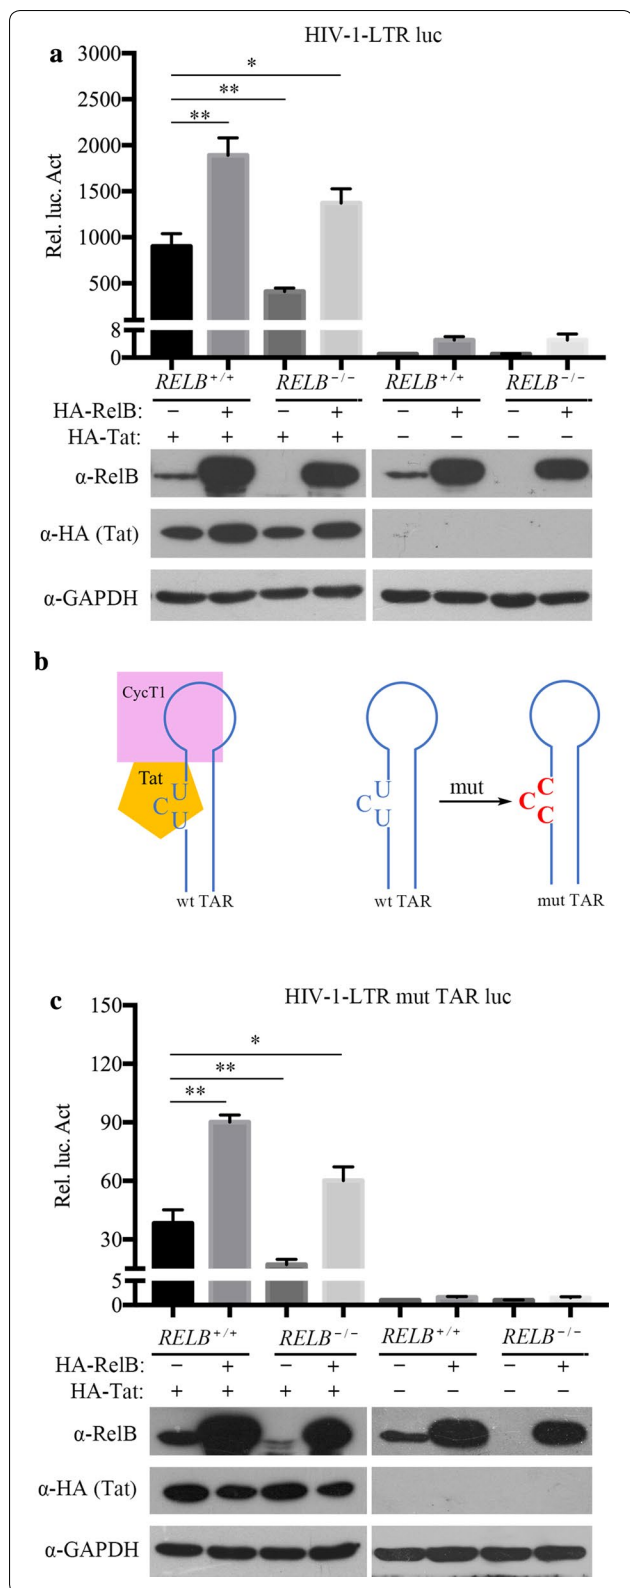 a
HIV-1-LTR luc
Rel. luc. Act
3000
2500
2000
1500
1000
500
8
0
*
**
**
RELB+/+ RELB−/− RELB+/+ RELB−/−
HA-RelB: − + − + − + − +
HA-Tat: + + + + − − − −
α-RelB
α-HA (Tat)
α-GAPDH
b
CycT1
Tat
U
C
U
wt TAR
U
C
U
wt TAR
mut
C
C
C
mut TAR
c
HIV-1-LTR mut TAR luc
Rel. luc. Act
150
120
90
60
30
5
0
*
**
**
RELB+/+ RELB−/− RELB+/+ RELB−/−
HA-RelB: − + − + − + − +
HA-Tat: + + + + − − − −
α-RelB
α-HA (Tat)
α-GAPDH